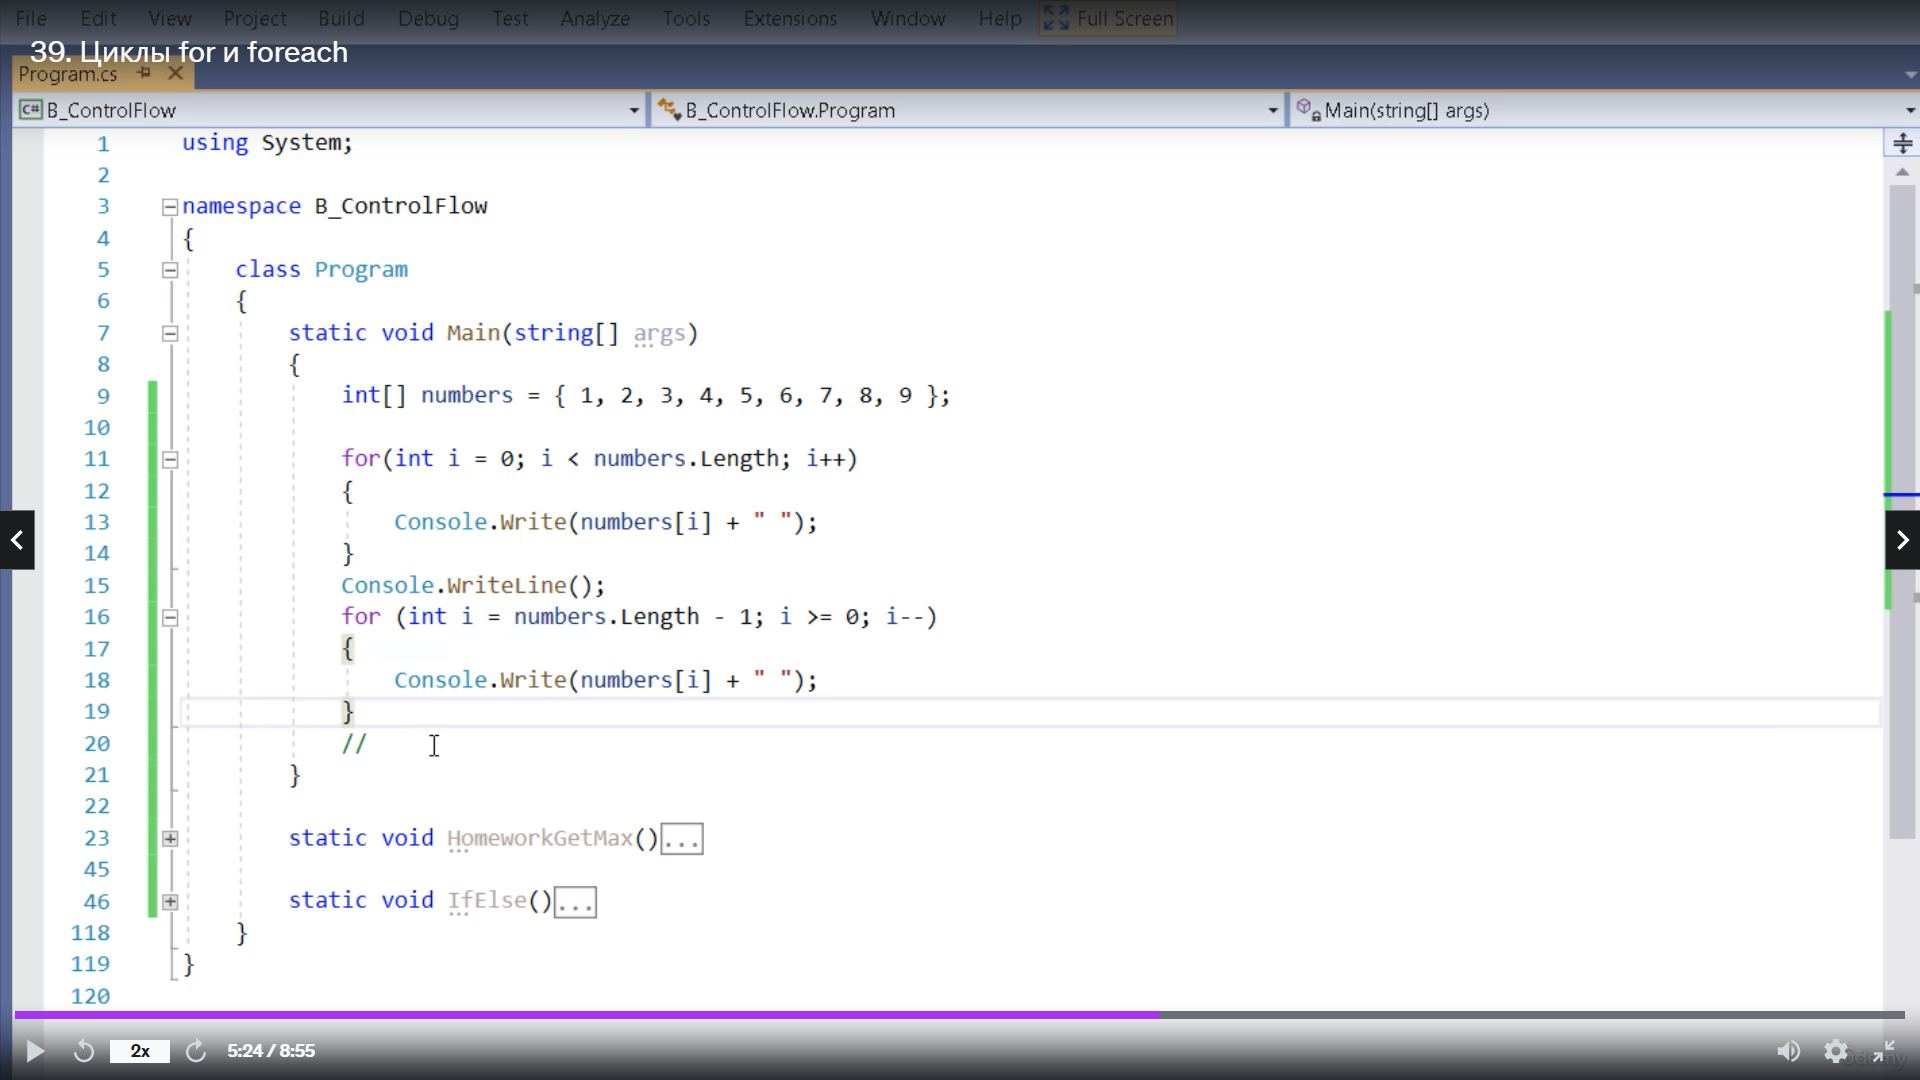 File Edit View Project Build Debug Test Analyze Tools Extensions Window Help Full Screen
39. Циклы for и foreach
Program.cs
C# B_ControlFlow B_ControlFlow.Program Main(string[] args)
1 using System;
2
3 namespace B_ControlFlow
4 {
5 class Program
6 {
7 static void Main(string[] args)
8 {
9 int[] numbers = { 1, 2, 3, 4, 5, 6, 7, 8, 9 };
10
11 for(int i = 0; i < numbers.Length; i++)
12 {
13 Console.Write(numbers[i] + " ");
14 }
15 Console.WriteLine();
16 for (int i = numbers.Length - 1; i >= 0; i--)
17 {
18 Console.Write(numbers[i] + " ");
19 }
20 //
21 }
22
23 static void HomeworkGetMax()...
45
46 static void IfElse()...
118 }
119 }
120
2x 5:24 / 8:55